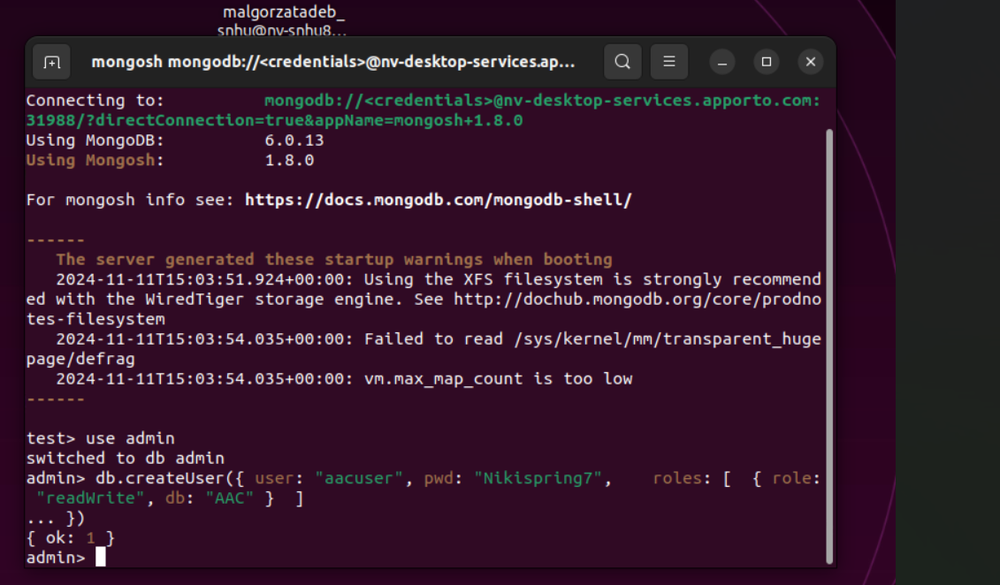 malgorzatadeb_
snhu@nv-snhu8...
mongosh mongodb://<credentials>@nv-desktop-services.ap...
Connecting to: mongodb://<credentials>@nv-desktop-services.apporto.com:
31988/?directConnection=true&appName=mongosh+1.8.0
Using MongoDB: 6.0.13
Using Mongosh: 1.8.0
For mongosh info see: https://docs.mongodb.com/mongodb-shell/
------
The server generated these startup warnings when booting
2024-11-11T15:03:51.924+00:00: Using the XFS filesystem is strongly recommend
ed with the WiredTiger storage engine. See http://dochub.mongodb.org/core/prodno
tes-filesystem
2024-11-11T15:03:54.035+00:00: Failed to read /sys/kernel/mm/transparent_huge
page/defrag
2024-11-11T15:03:54.035+00:00: vm.max_map_count is too low
------
test> use admin
switched to db admin
admin> db.createUser({ user: "aacuser", pwd: "Nikispring7", roles: [ { role:
"readWrite", db: "AAC" } ]
... })
{ ok: 1 }
admin>